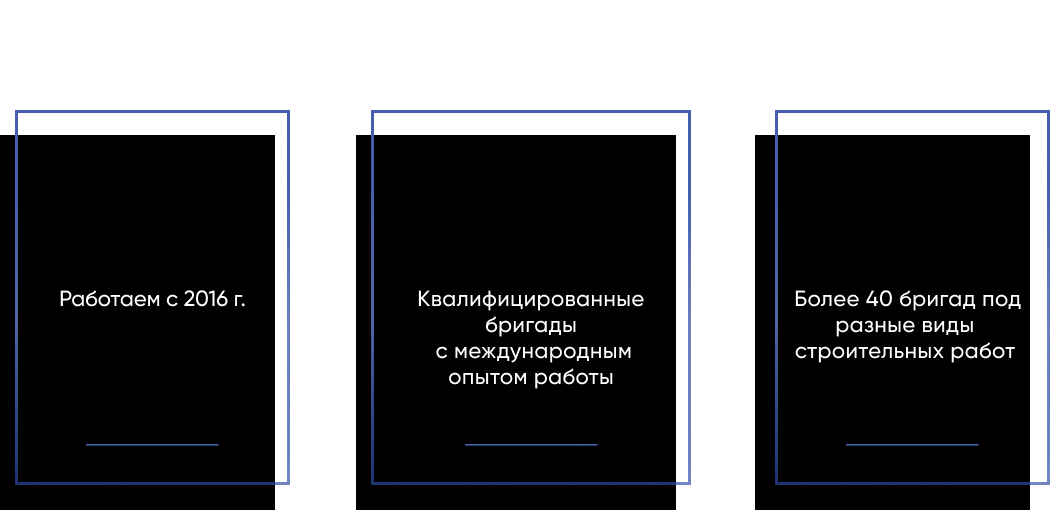 Работаем с 2016 г.
Квалифицированные
бригады
с международным
опытом работы
Более 40 бригад под
разные виды
строительных работ